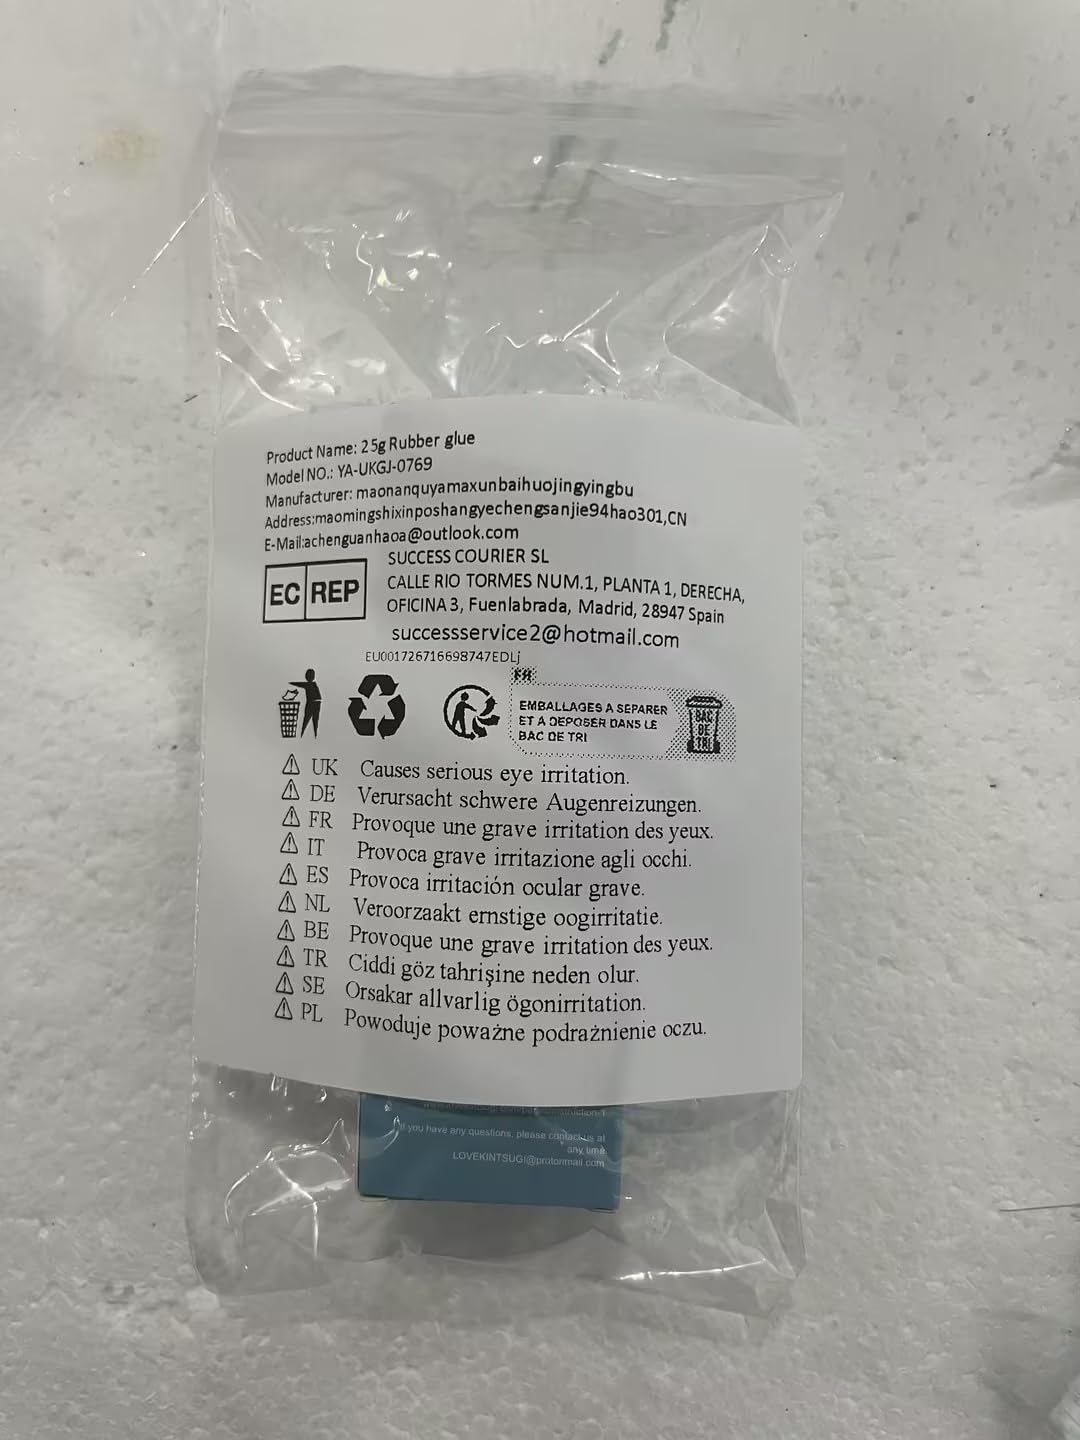 Product Name: 25g Rubber glue
Model NO.: YA-UKGJ-0769
Manufacturer: maonanquyamaxunbaihuojingyingbu
Address:maomingshixinposhangyechengsanjie94hao301,CN
E-Mail:achenguanhaoa@outlook.com
EC REP
SUCCESS COURIER SL
CALLE RIO TORMES NUM.1, PLANTA 1, DERECHA,
OFICINA 3, Fuenlabrada, Madrid, 28947 Spain
successservice2@hotmail.com
EU001726716698747EDLj
FR
EMBALLAGES A SEPARER
ET A DEPOSER DANS LE
BAC DE TRI
BAC
DE
TRI
⚠ UK Causes serious eye irritation.
⚠ DE Verursacht schwere Augenreizungen.
⚠ FR Provoque une grave irritation des yeux.
⚠ IT Provoca grave irritazione agli occhi.
⚠ ES Provoca irritación ocular grave.
⚠ NL Veroorzaakt ernstige oogirritatie.
⚠ BE Provoque une grave irritation des yeux.
⚠ TR Ciddi göz tahrişine neden olur.
⚠ SE Orsakar allvarlig ögonirritation.
⚠ PL Powoduje poważne podrażnienie oczu.
If you have any questions, please contact us at
any time
LOVEKINTSUGI@protonmail.com